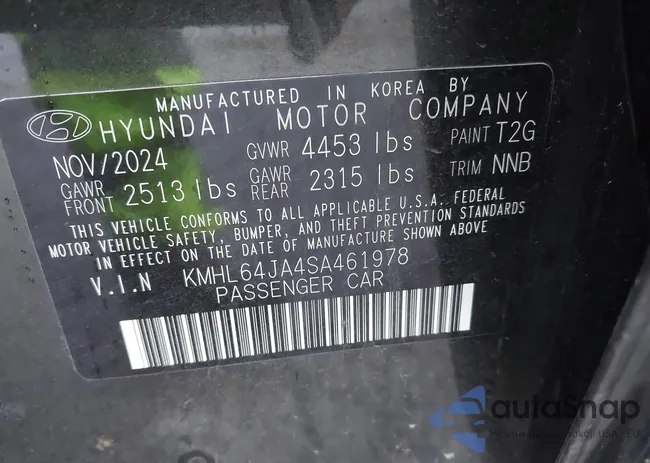 MANUFACTURED IN KOREA BY
HYUNDAI MOTOR COMPANY
NOV/2024 GVWR 4453 lbs PAINT T2G
GAWR FRONT 2513 lbs GAWR REAR 2315 lbs TRIM NNB
THIS VEHICLE CONFORMS TO ALL APPLICABLE U.S.A. FEDERAL
MOTOR VEHICLE SAFETY, BUMPER, AND THEFT PREVENTION STANDARDS
IN EFFECT ON THE DATE OF MANUFACTURE SHOWN ABOVE
V.I.N KMHL64JA4SA461978
PASSENGER CAR
autoSnap